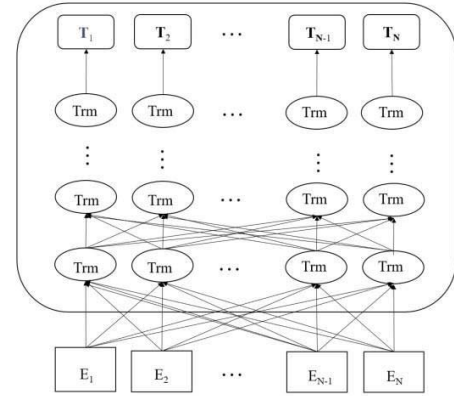 T1 T2 ... TN-1 TN
Trm Trm ... Trm Trm
Trm Trm ... Trm Trm
Trm Trm ... Trm Trm
E1 E2 ... EN-1 EN